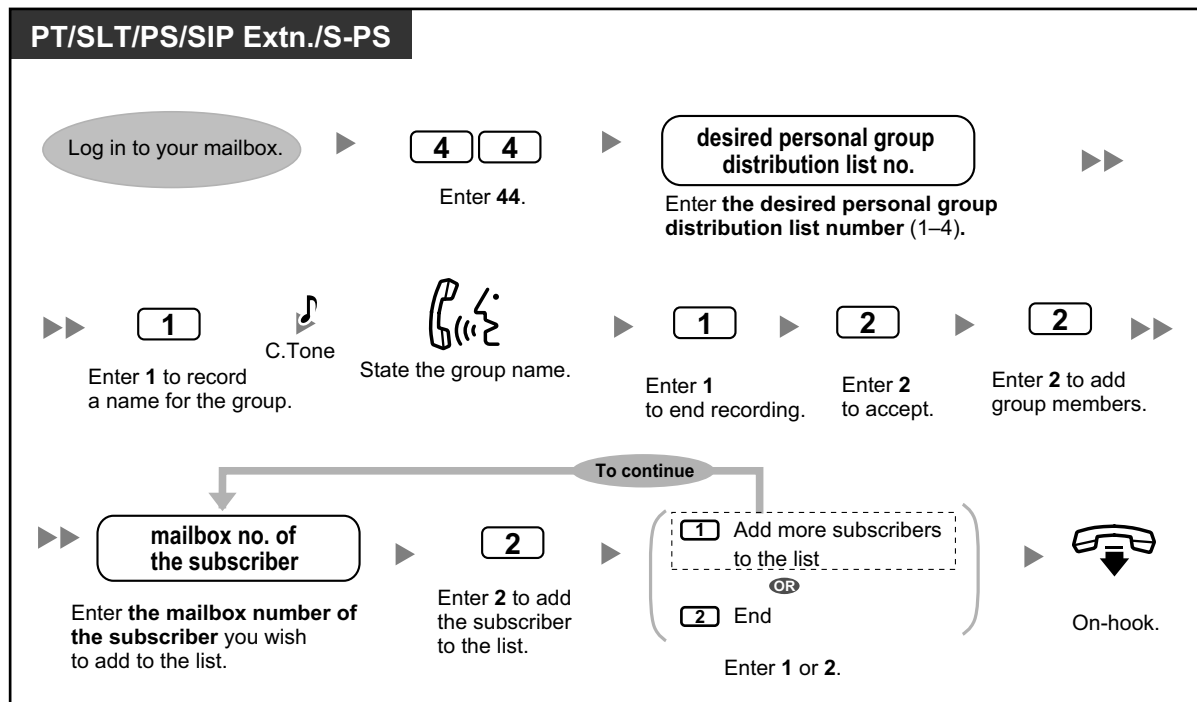 PT/SLT/PS/SIP Extn./S-PS
Log in to your mailbox.
4 4
Enter 44.
desired personal group
distribution list no.
Enter the desired personal group
distribution list number (1–4).
1
Enter 1 to record
a name for the group.
C.Tone
State the group name.
1
Enter 1
to end recording.
2
Enter 2
to accept.
2
Enter 2 to add
group members.
To continue
mailbox no. of
the subscriber
Enter the mailbox number of
the subscriber you wish
to add to the list.
2
Enter 2 to add
the subscriber
to the list.
1 Add more subscribers
to the list
OR
2 End
Enter 1 or 2.
On-hook.